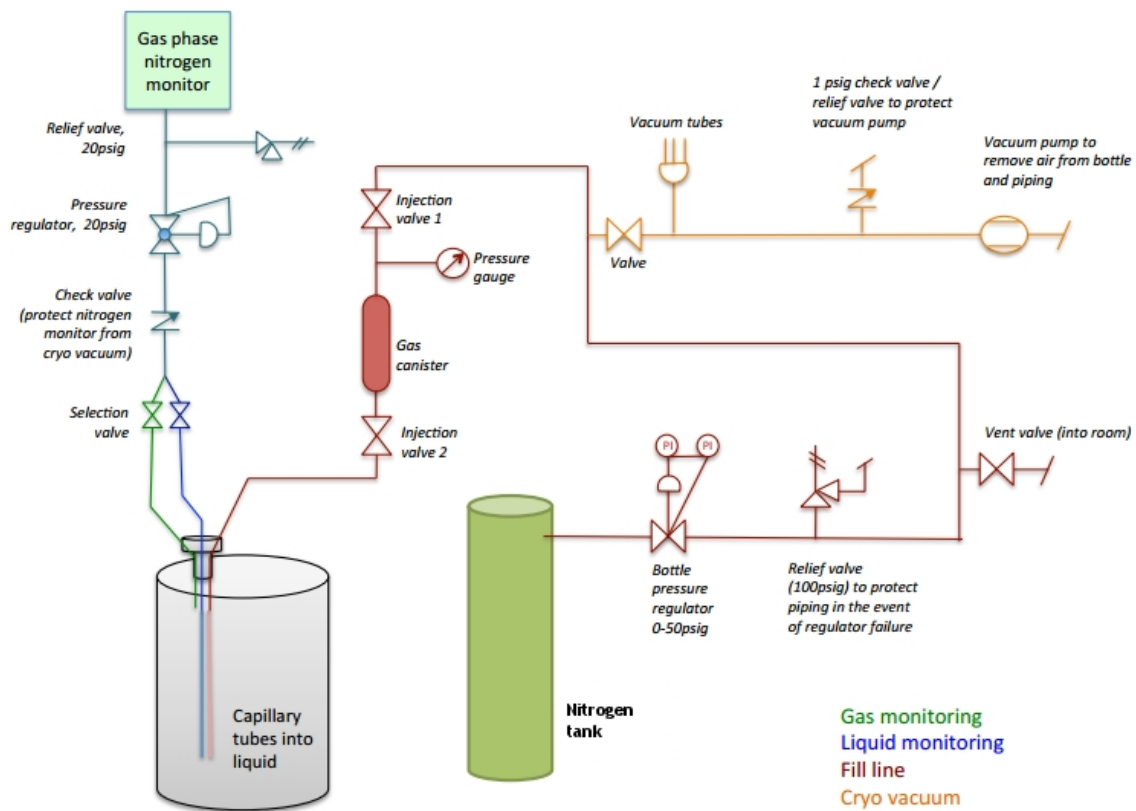 Gas phase
nitrogen
monitor
Relief valve,
20psig
Pressure
regulator, 20psig
Check valve
(protect nitrogen
monitor from
cryo vacuum)
Selection
valve
Injection
valve 1
Pressure
gauge
Gas
canister
Injection
valve 2
Vacuum tubes
Valve
1 psig check valve /
relief valve to protect
vacuum pump
Vacuum pump to
remove air from bottle
and piping
Vent valve (into room)
PI
PI
Bottle
pressure
regulator
0-50psig
Relief valve
(100psig) to protect
piping in the event
of regulator failure
Capillary
tubes into
liquid
Nitrogen
tank
Gas monitoring
Liquid monitoring
Fill line
Cryo vacuum